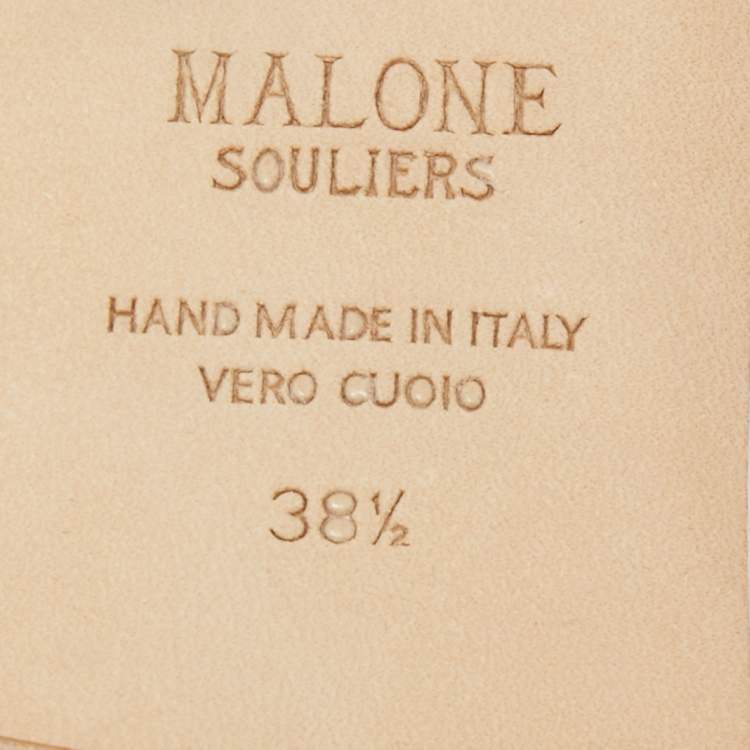 MALONE
SOULIERS
HAND MADE IN ITALY
VERO CUOIO
38½